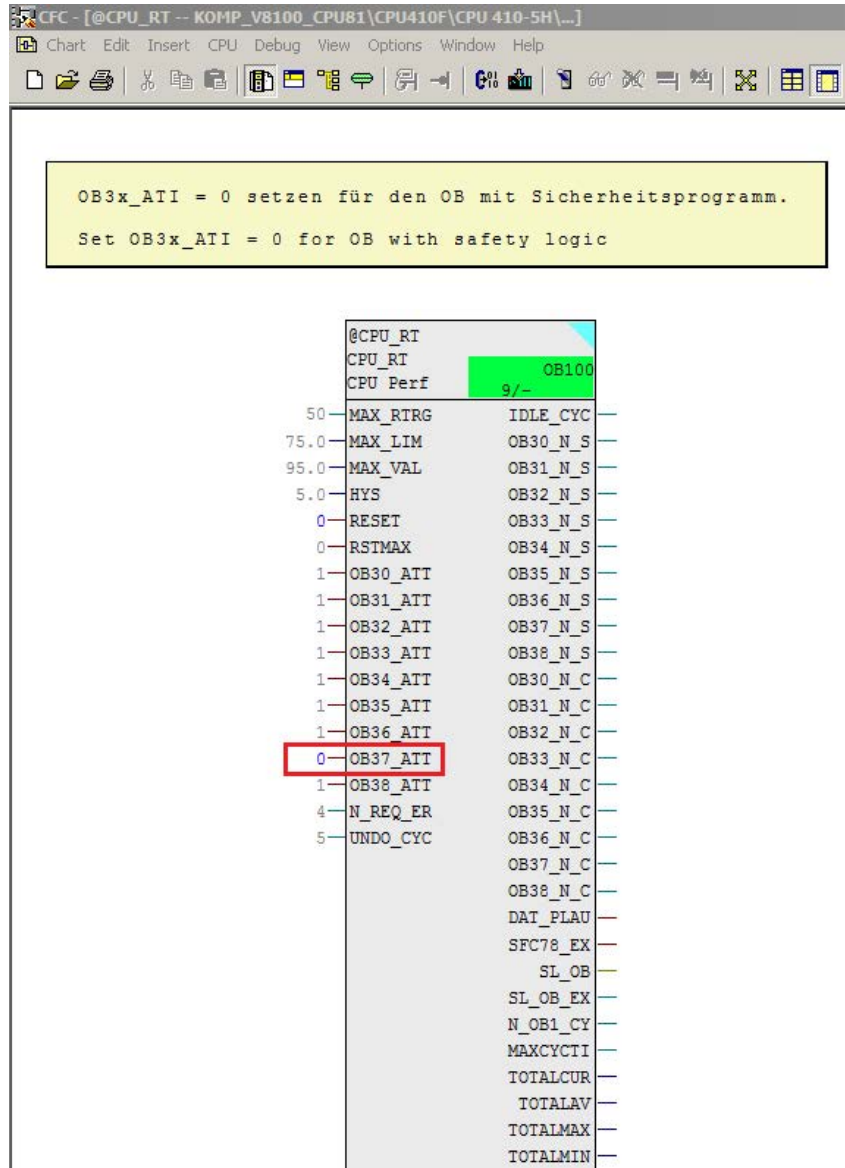 CFC - [@CPU_RT -- KOMP_V8100_CPU81\CPU410F\CPU 410-5H\...]
Chart Edit Insert CPU Debug View Options Window Help
OB3x_ATI = 0 setzen für den OB mit Sicherheitsprogramm.
Set OB3x_ATI = 0 for OB with safety logic
@CPU_RT
CPU_RT OB100
CPU Perf 9/-
50 MAX_RTRG IDLE_CYC
75.0 MAX_LIM OB30_N_S
95.0 MAX_VAL OB31_N_S
5.0 HYS OB32_N_S
0 RESET OB33_N_S
0 RSTMAX OB34_N_S
1 OB30_ATT OB35_N_S
1 OB31_ATT OB36_N_S
1 OB32_ATT OB37_N_S
1 OB33_ATT OB38_N_S
1 OB34_ATT OB30_N_C
1 OB35_ATT OB31_N_C
1 OB36_ATT OB32_N_C
0 OB37_ATT OB33_N_C
1 OB38_ATT OB34_N_C
4 N_REQ_ER OB35_N_C
5 UNDO_CYC OB36_N_C
OB37_N_C
OB38_N_C
DAT_PLAU
SFC78_EX
SL_OB
SL_OB_EX
N_OB1_CY
MAXCYCTI
TOTALCUR
TOTALAV
TOTALMAX
TOTALMIN